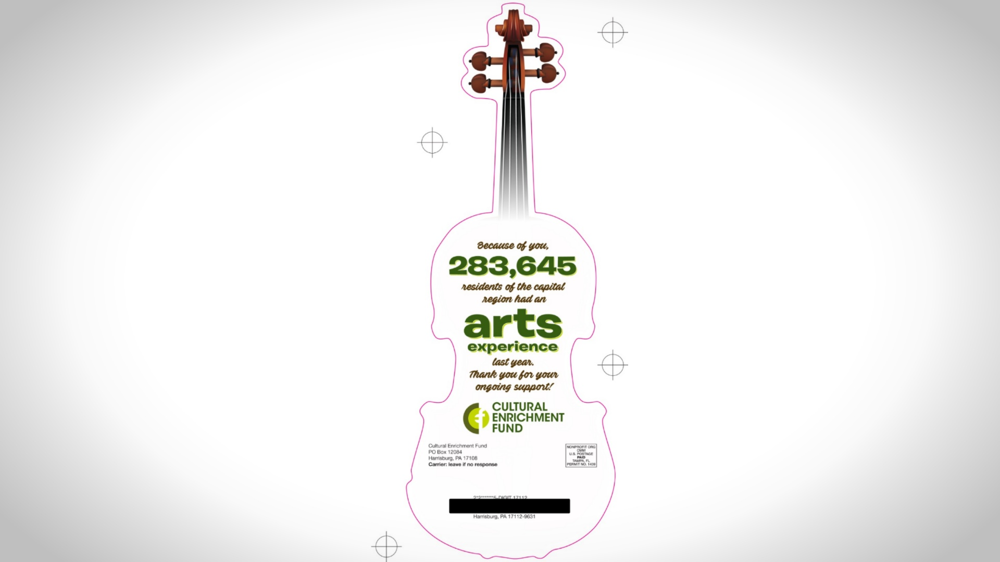 Because of you,
283,645
residents of the capital
region had an
arts
experience
last year.
Thank you for your
ongoing support!
CULTURAL
ENRICHMENT
FUND
Cultural Enrichment Fund
PO Box 12084
Harrisburg, PA 17108
Carrier: leave if no response
NONPROFIT ORG
CMM
U.S. POSTAGE
PAID
TAMPA, FL
PERMIT NO. 1439
2*2*******5-DIGIT 17112
Harrisburg, PA 17112-9631